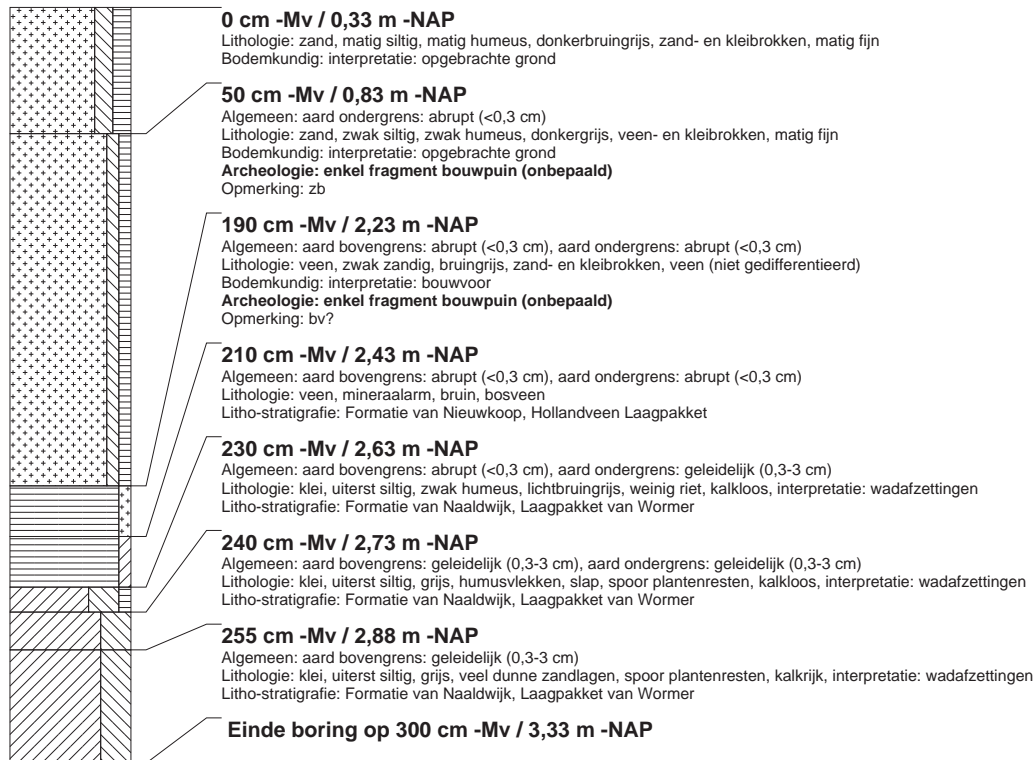 0 cm -Mv / 0,33 m -NAP
Lithologie: zand, matig siltig, matig humeus, donkerbruingrijs, zand- en kleibrokken, matig fijn
Bodemkundig: interpretatie: opgebrachte grond
50 cm -Mv / 0,83 m -NAP
Algemeen: aard ondergrens: abrupt (<0,3 cm)
Lithologie: zand, zwak siltig, zwak humeus, donkergrijs, veen- en kleibrokken, matig fijn
Bodemkundig: interpretatie: opgebrachte grond
Archeologie: enkel fragment bouwpuin (onbepaald)
Opmerking: zb
190 cm -Mv / 2,23 m -NAP
Algemeen: aard bovengrens: abrupt (<0,3 cm), aard ondergrens: abrupt (<0,3 cm)
Lithologie: veen, zwak zandig, bruingrijs, zand- en kleibrokken, veen (niet gedifferentieerd)
Bodemkundig: interpretatie: bouwvoor
Archeologie: enkel fragment bouwpuin (onbepaald)
Opmerking: bv?
210 cm -Mv / 2,43 m -NAP
Algemeen: aard bovengrens: abrupt (<0,3 cm), aard ondergrens: abrupt (<0,3 cm)
Lithologie: veen, mineraalarm, bruin, bosveen
Litho-stratigrafie: Formatie van Nieuwkoop, Hollandveen Laagpakket
230 cm -Mv / 2,63 m -NAP
Algemeen: aard bovengrens: abrupt (<0,3 cm), aard ondergrens: geleidelijk (0,3-3 cm)
Lithologie: klei, uiterst siltig, zwak humeus, lichtbruingrijs, weinig riet, kalkloos, interpretatie: wadafzettingen
Litho-stratigrafie: Formatie van Naaldwijk, Laagpakket van Wormer
240 cm -Mv / 2,73 m -NAP
Algemeen: aard bovengrens: geleidelijk (0,3-3 cm), aard ondergrens: geleidelijk (0,3-3 cm)
Lithologie: klei, uiterst siltig, grijs, humusvlekken, slap, spoor plantenresten, kalkloos, interpretatie: wadafzettingen
Litho-stratigrafie: Formatie van Naaldwijk, Laagpakket van Wormer
255 cm -Mv / 2,88 m -NAP
Algemeen: aard bovengrens: geleidelijk (0,3-3 cm)
Lithologie: klei, uiterst siltig, grijs, veel dunne zandlagen, spoor plantenresten, kalkrijk, interpretatie: wadafzettingen
Litho-stratigrafie: Formatie van Naaldwijk, Laagpakket van Wormer
Einde boring op 300 cm -Mv / 3,33 m -NAP